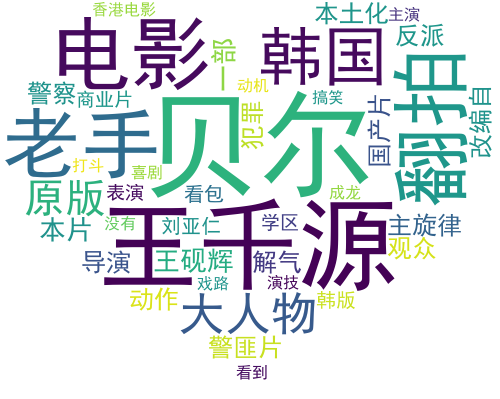 香港电影
电影
韩国
本土化
主演
反派
翻拍
一部
警察
商业片
动机
搞笑
贝尔
犯罪
国产片
改编自
老手
打斗
喜剧
原版
表演
看包
成龙
本片
没有
刘亚仁
王千源
学区
主旋律
导演
王砚辉
解气
观众
戏路
演技
动作
大人物
韩版
警匪片
看到